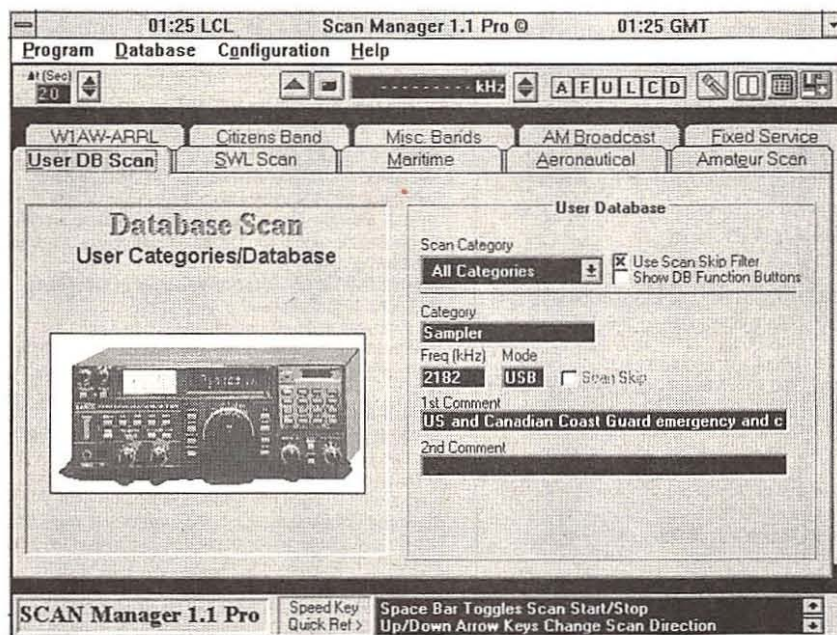 01:25 LCL Scan Manager 1.1 Pro © 01:25 GMT
Program Database Configuration Help
Δt (Sec)
2.0
--------- kHz
A F U L C D
W1AW-ARRL Citizens Band Misc. Bands AM Broadcast Fixed Service
User DB Scan SWL Scan Maritime Aeronautical Amateur Scan
Database Scan
User Categories/Database
User Database
Scan Category
All Categories
Use Scan Skip Filter
Show DB Function Buttons
Category
Sampler
Freq (kHz) Mode
2182 USB Scan Skip
1st Comment
US and Canadian Coast Guard emergency and c
2nd Comment
SCAN Manager 1.1 Pro
Speed Key
Quick Ref >
Space Bar Toggles Scan Start/Stop
Up/Down Arrow Keys Change Scan Direction